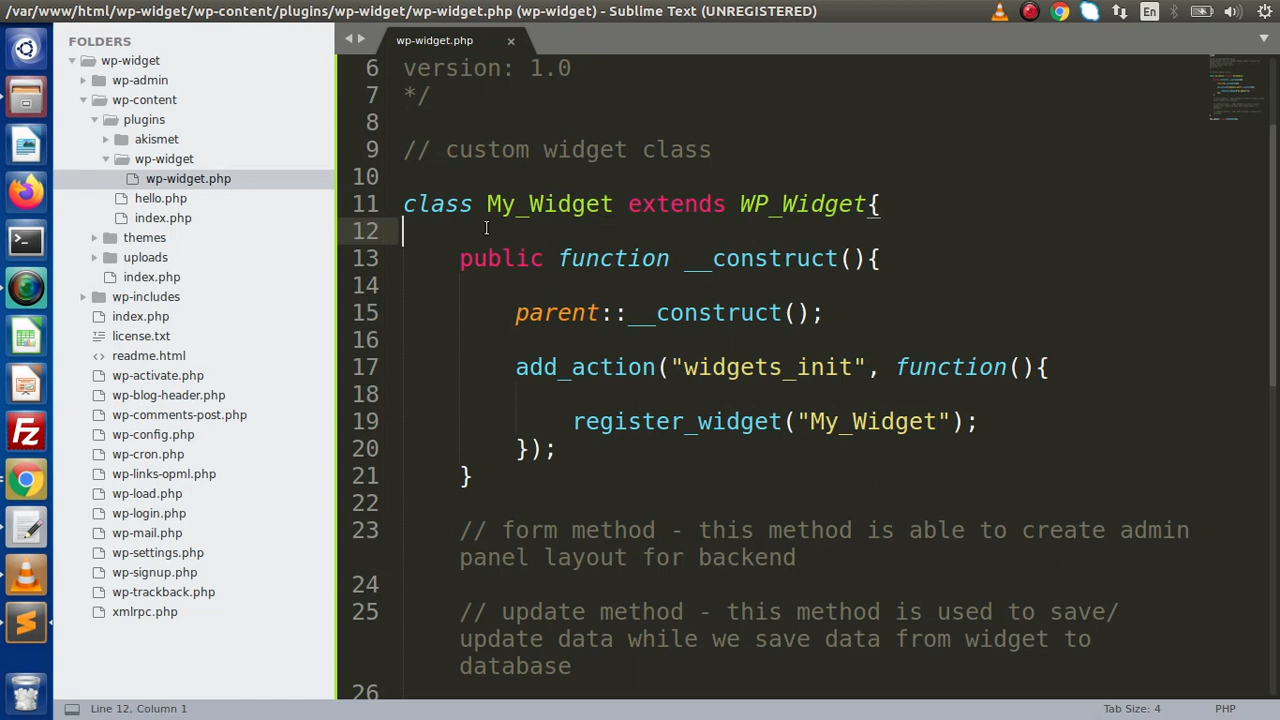 /var/www/html/wp-widget/wp-content/plugins/wp-widget/wp-widget.php (wp-widget) - Sublime Text (UNREGISTERED)
En
FOLDERS
wp-widget
wp-admin
wp-content
plugins
akismet
wp-widget
wp-widget.php
hello.php
index.php
themes
uploads
index.php
wp-includes
index.php
license.txt
readme.html
wp-activate.php
wp-blog-header.php
wp-comments-post.php
wp-config.php
wp-cron.php
wp-links-opml.php
wp-load.php
wp-login.php
wp-mail.php
wp-settings.php
wp-signup.php
wp-trackback.php
xmlrpc.php
wp-widget.php
6 version: 1.0
7 */
8
9 // custom widget class
10
11 class My_Widget extends WP_Widget{
12
13 public function __construct(){
14
15 parent::__construct();
16
17 add_action("widgets_init", function(){
18
19 register_widget("My_Widget");
20 });
21 }
22
23 // form method - this method is able to create admin
panel layout for backend
24
25 // update method - this method is used to save/
update data while we save data from widget to
database
26
Line 12, Column 1
Tab Size: 4
PHP